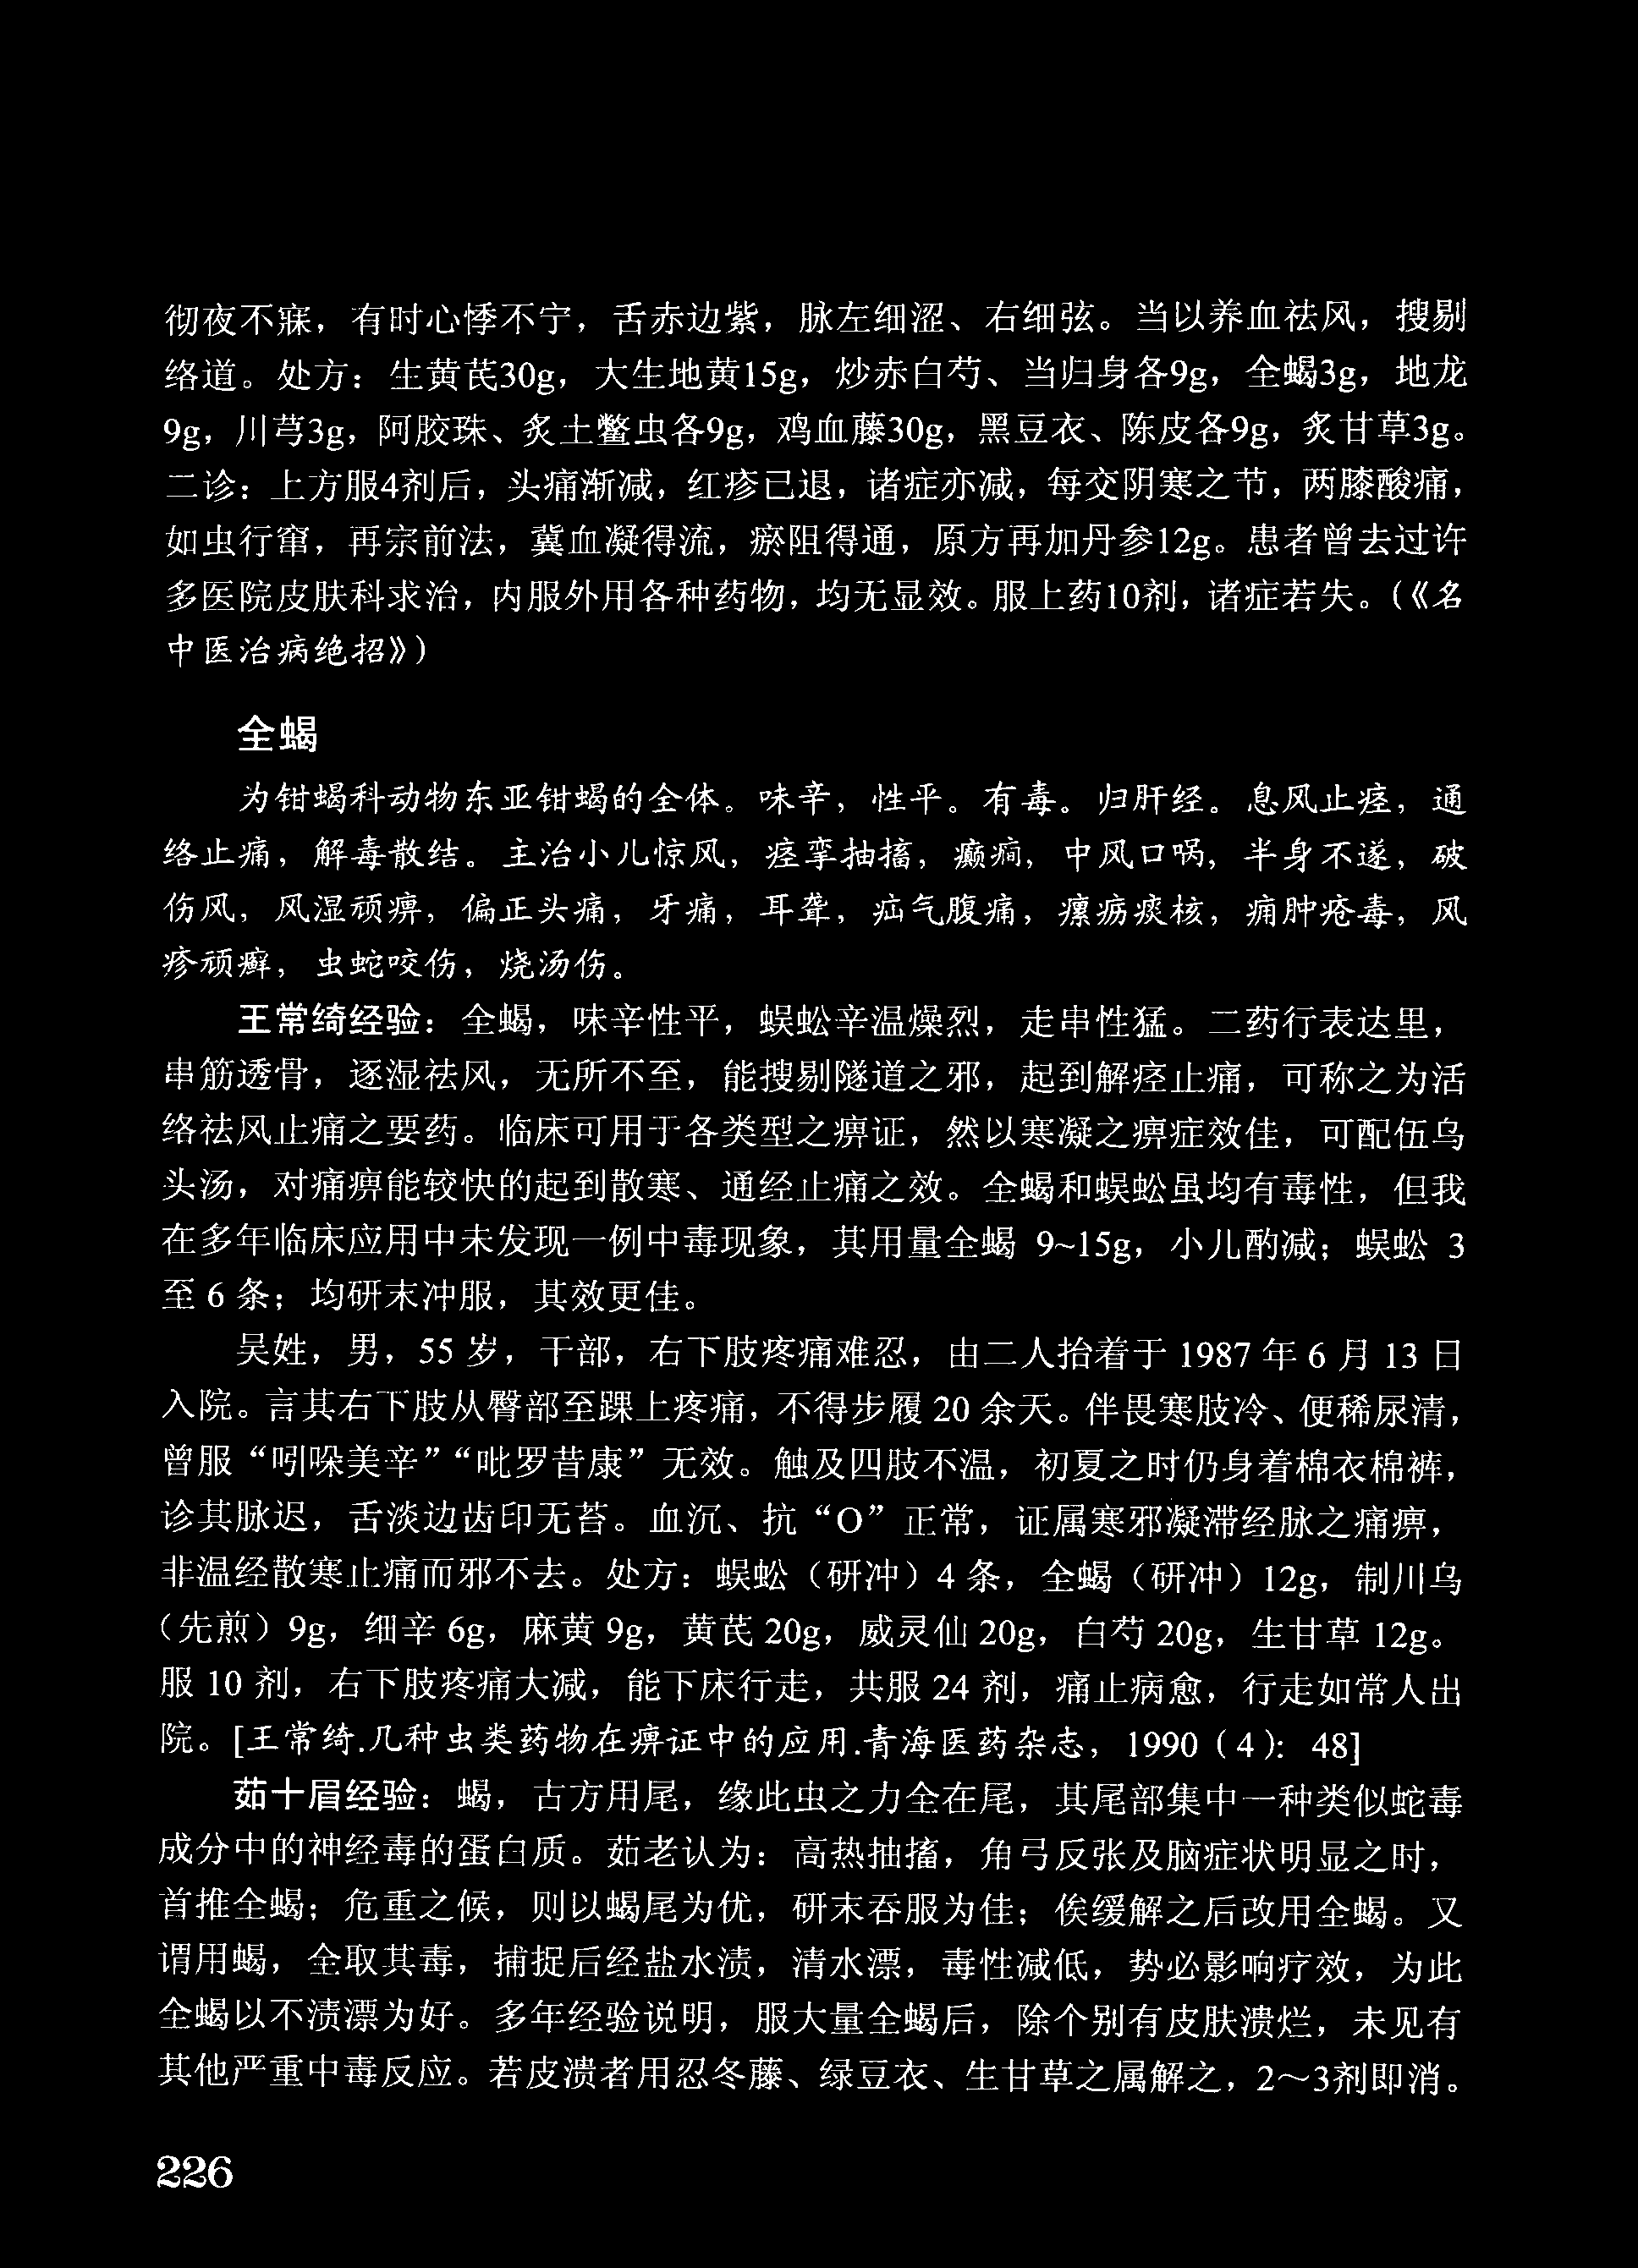 彻夜不寐，有时心悸不宁，舌赤边紫，脉左细涩、右细弦。当以养血祛风，搜剔
络道。处方：生黄芪30g，大生地黄15g，炒赤白芍、当归身各9g，全蝎3g，地龙
9g，川芎3g，阿胶珠、炙土鳖虫各9g，鸡血藤30g，黑豆衣、陈皮各9g，炙甘草3g。
二诊：上方服4剂后，头痛渐减，红疹已退，诸症亦减，每交阴寒之节，两膝酸痛，
如虫行窜，再宗前法，冀血凝得流，瘀阻得通，原方再加丹参12g。患者曾去过许
多医院皮肤科求治，内服外用各种药物，均无显效。服上药10剂，诸症若失。(《名
中医治病绝招》)
全蝎
为钳蝎科动物东亚钳蝎的全体。味辛，性平。有毒。归肝经。息风止痉，通
络止痛，解毒散结。主治小儿惊风，痉挛抽搐，癫痫，中风口㖞，半身不遂，破
伤风，风湿顽痹，偏正头痛，牙痛，耳聋，疝气腹痛，瘰疬痰核，痈肿疮毒，风
疹顽癣，虫蛇咬伤，烧汤伤。
王常绮经验：全蝎，味辛性平，蜈蚣辛温燥烈，走串性猛。二药行表达里，
串筋透骨，逐湿祛风，无所不至，能搜剔隧道之邪，起到解痉止痛，可称之为活
络祛风止痛之要药。临床可用于各类型之痹证，然以寒凝之痹症效佳，可配伍乌
头汤，对痛痹能较快的起到散寒、通经止痛之效。全蝎和蜈蚣虽均有毒性，但我
在多年临床应用中未发现一例中毒现象，其用量全蝎 9~15g，小儿酌减；蜈蚣 3
至 6 条；均研末冲服，其效更佳。
吴姓，男，55 岁，干部，右下肢疼痛难忍，由二人抬着于 1987 年 6 月 13 日
入院。言其右下肢从臀部至踝上疼痛，不得步履 20 余天。伴畏寒肢冷、便稀尿清，
曾服“吲哚美辛”“吡罗昔康”无效。触及四肢不温，初夏之时仍身着棉衣棉裤，
诊其脉迟，舌淡边齿印无苔。血沉、抗“O”正常，证属寒邪凝滞经脉之痛痹，
非温经散寒止痛而邪不去。处方：蜈蚣（研冲）4 条，全蝎（研冲）12g，制川乌
（先煎）9g，细辛 6g，麻黄 9g，黄芪 20g，威灵仙 20g，白芍 20g，生甘草 12g。
服 10 剂，右下肢疼痛大减，能下床行走，共服 24 剂，痛止病愈，行走如常人出
院。[王常绮.几种虫类药物在痹证中的应用.青海医药杂志，1990（4）：48]
茹十眉经验：蝎，古方用尾，缘此虫之力全在尾，其尾部集中一种类似蛇毒
成分中的神经毒的蛋白质。茹老认为：高热抽搐，角弓反张及脑症状明显之时，
首推全蝎；危重之候，则以蝎尾为优，研末吞服为佳；俟缓解之后改用全蝎。又
谓用蝎，全取其毒，捕捉后经盐水渍，清水漂，毒性减低，势必影响疗效，为此
全蝎以不渍漂为好。多年经验说明，服大量全蝎后，除个别有皮肤溃烂，未见有
其他严重中毒反应。若皮溃者用忍冬藤、绿豆衣、生甘草之属解之，2～3剂即消。
226